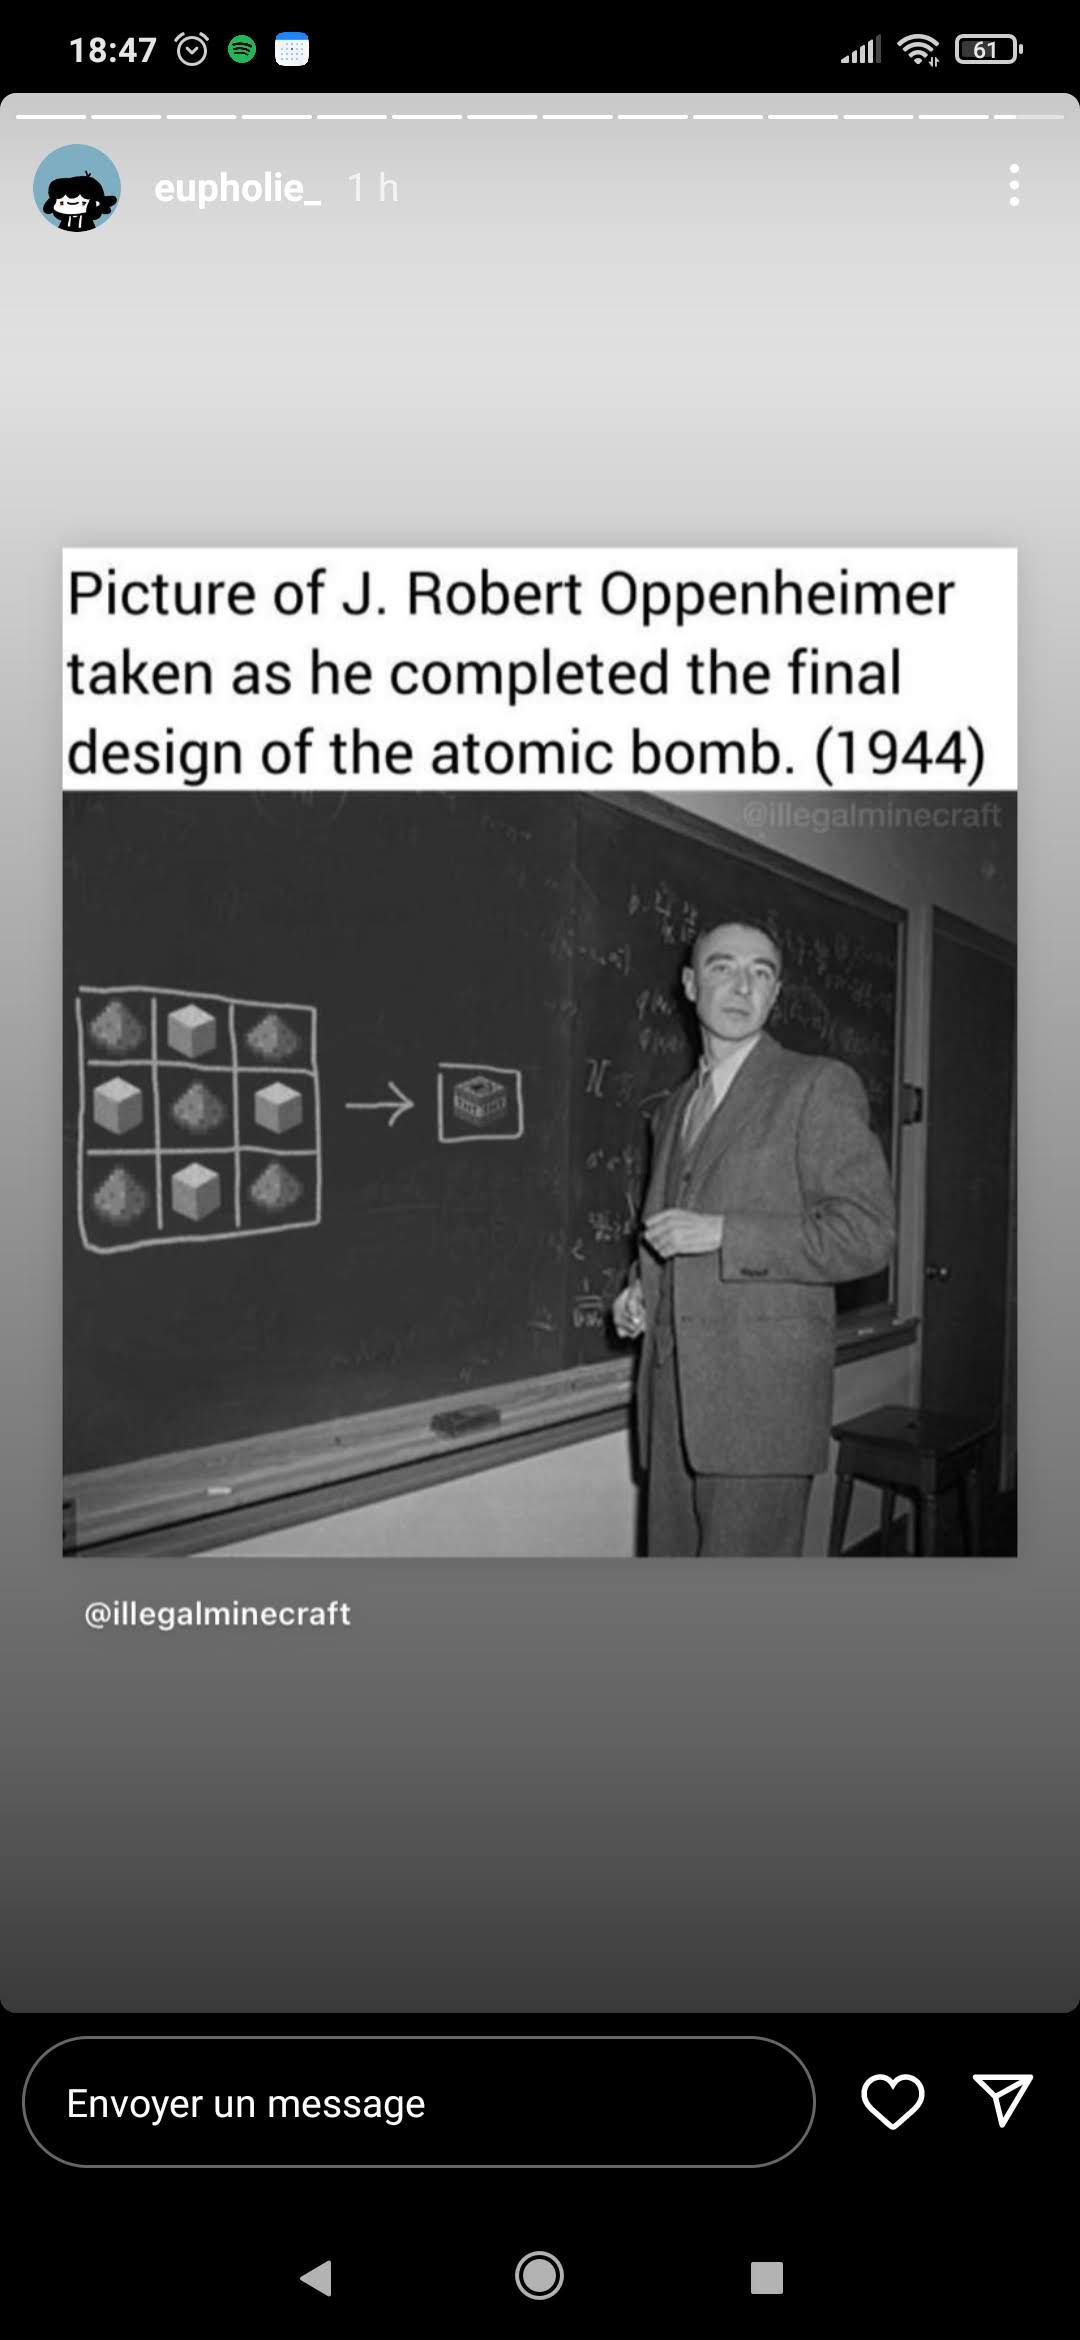 18:47
61
eupholie_ 1 h
Picture of J. Robert Oppenheimer
taken as he completed the final
design of the atomic bomb. (1944)
@illegalminecraft
@illegalminecraft
Envoyer un message